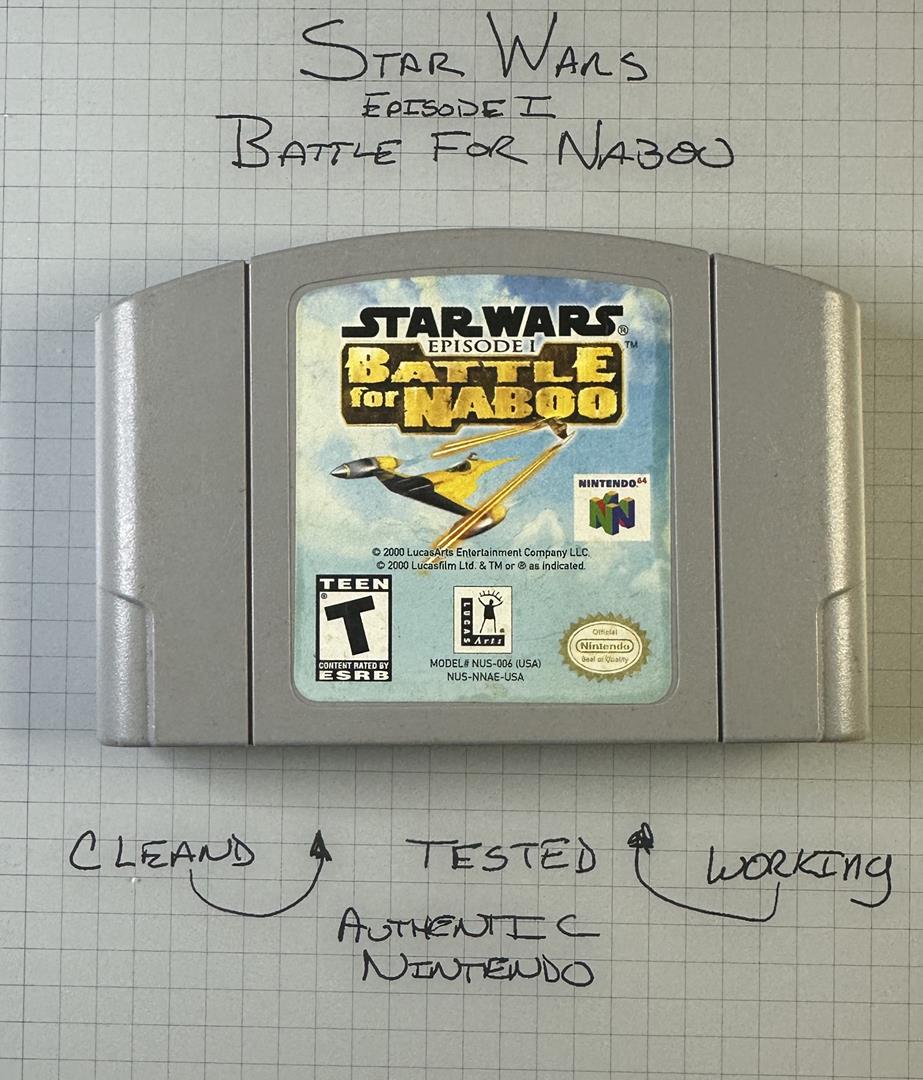 STAR WARS
EPISODE I
BATTLE FOR NABOO
STAR WARS®
EPISODE I ™
BATTLE
for NABOO
NINTENDO64
© 2000 LucasArts Entertainment Company LLC.
© 2000 Lucasfilm Ltd. & TM or ® as indicated.
TEEN
®
T
CONTENT RATED BY
ESRB
LUCAS
Arts®
MODEL# NUS-006 (USA)
NUS-NNAE-USA
Official
Nintendo
Seal of Quality
CLEAND TESTED WORKING
AUTHENTIC
NINTENDO